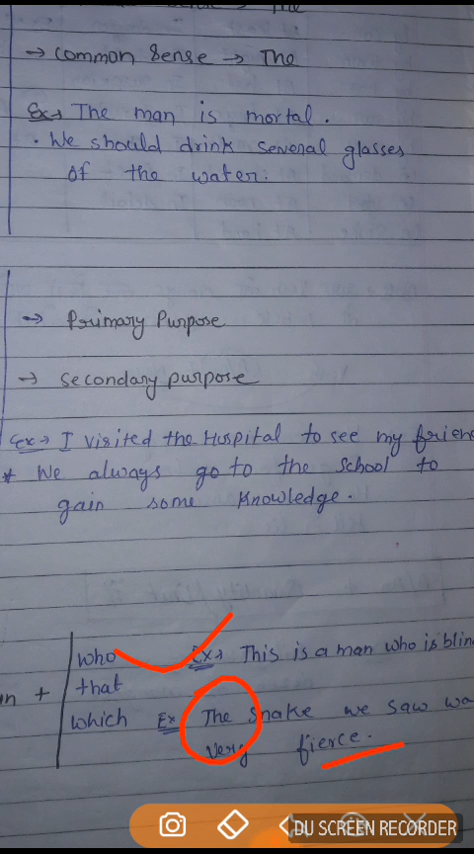 The
→ Common Sense → The
Ex→ The man is mortal.
. We should drink several glasses
of the water.
→ Primary Purpose
→ Secondary purpose
Ex→ I visited the Hospital to see my frien
* We always go to the School to
gain some knowledge.
n + who Ex→ This is a man who is blin
that
which Ex The snake we saw wa
very fierce.
DU SCREEN RECORDER